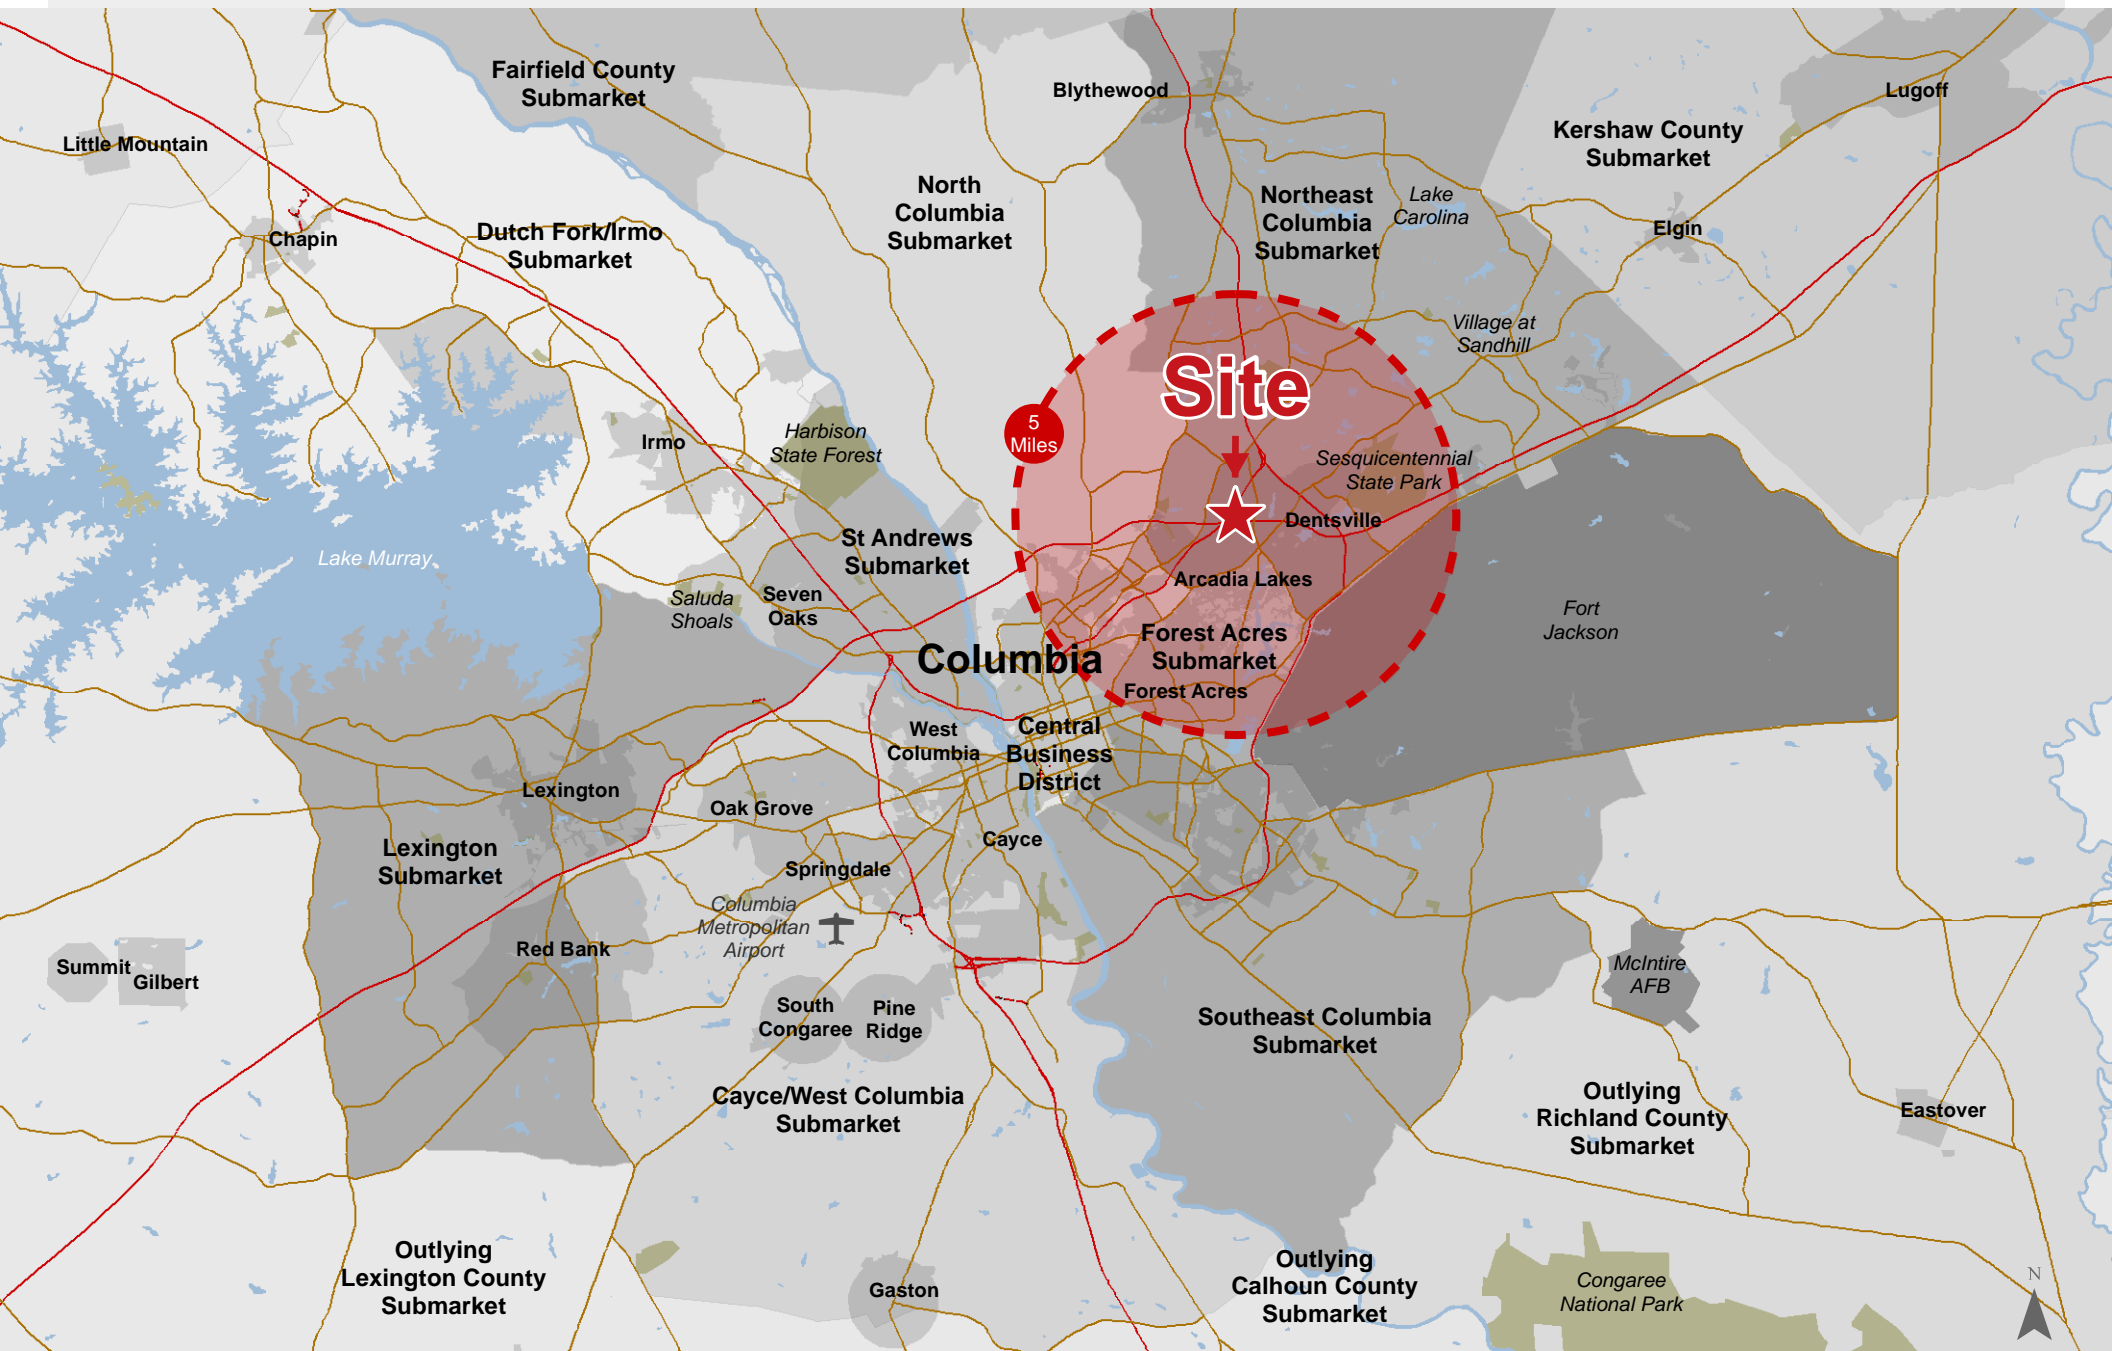 Fairfield County
Submarket
Blythewood
Lugoff
Kershaw County
Submarket
Little Mountain
North
Columbia
Submarket
Northeast
Columbia
Submarket
Lake
Carolina
Elgin
Chapin
Dutch Fork/Irmo
Submarket
Village at
Sandhill
Site
5
Miles
Irmo
Harbison
State Forest
Sesquicentennial
State Park
Dentsville
St Andrews
Submarket
Lake Murray
Arcadia Lakes
Saluda
Shoals
Seven
Oaks
Fort
Jackson
Forest Acres
Submarket
Columbia
Forest Acres
West
Columbia
Central
Business
District
Lexington
Oak Grove
Cayce
Lexington
Submarket
Springdale
Columbia
Metropolitan
Airport
Red Bank
Summit
Gilbert
McIntire
AFB
South
Congaree
Pine
Ridge
Southeast Columbia
Submarket
Cayce/West Columbia
Submarket
Outlying
Richland County
Submarket
Eastover
Outlying
Lexington County
Submarket
Gaston
Outlying
Calhoun County
Submarket
Congaree
National Park
N